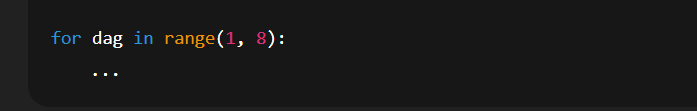 for dag in range(1, 8):
    ...